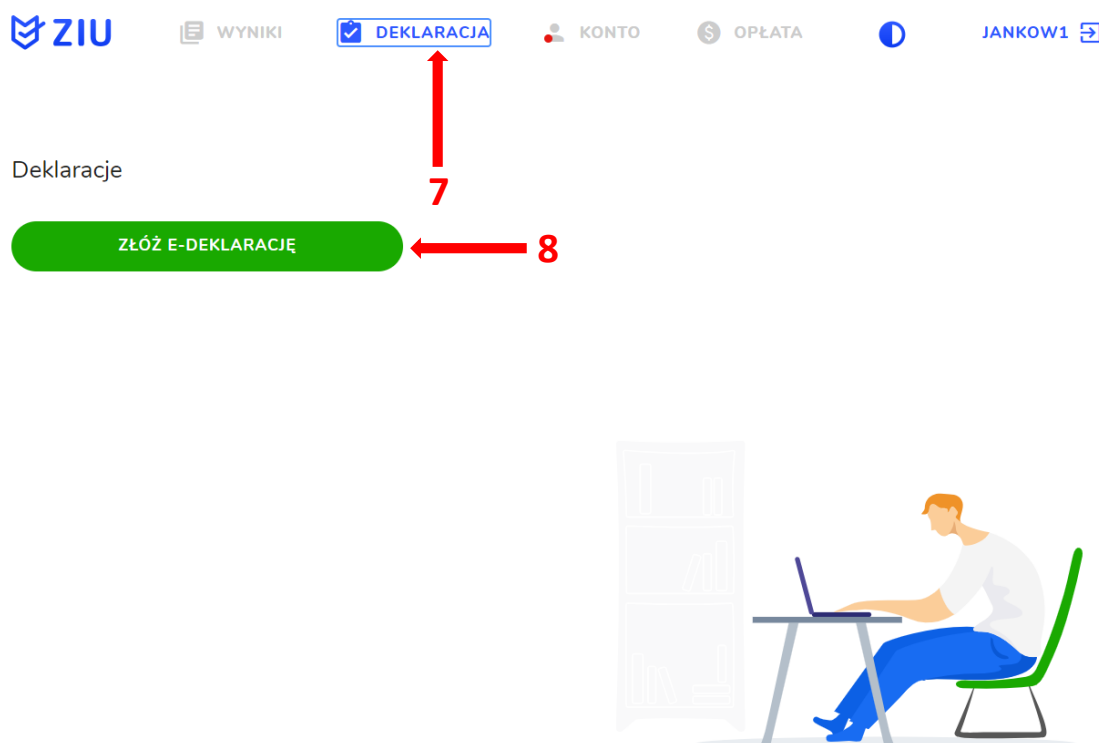 ZIU WYNIKI DEKLARACJA KONTO OPŁATA JANKOW1
Deklaracje
7
ZŁÓŻ E-DEKLARACJĘ 8